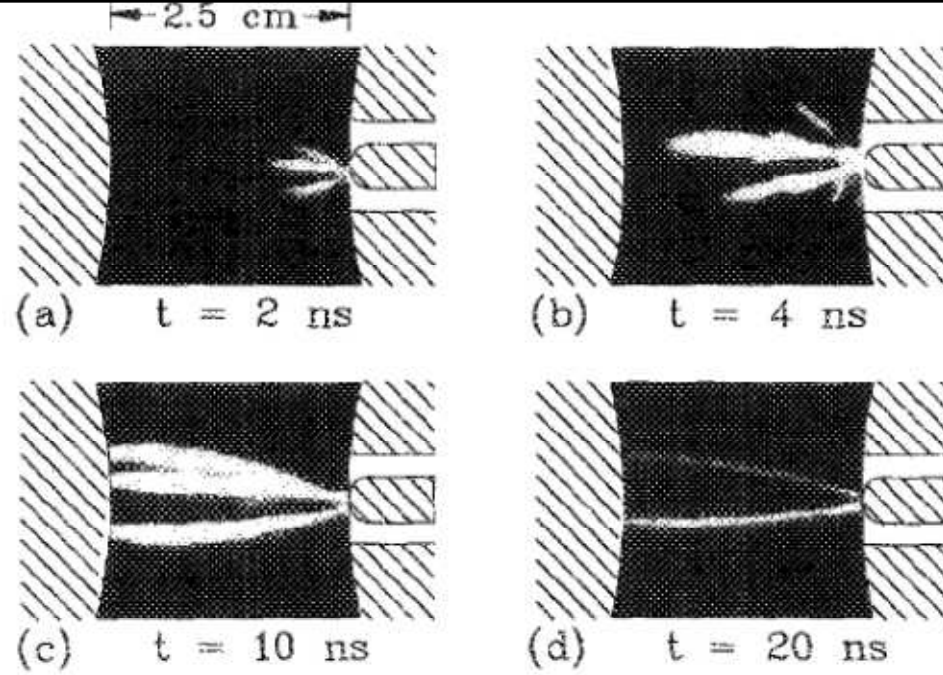 2.5 cm
(a) t = 2 ns
(b) t = 4 ns
(c) t = 10 ns
(d) t = 20 ns